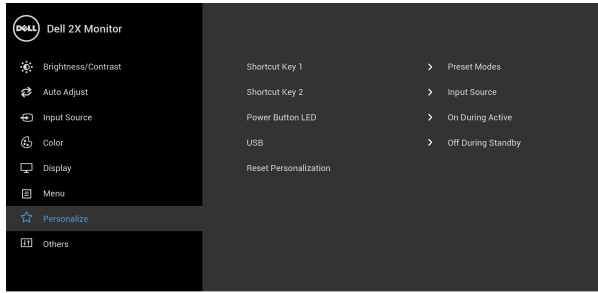 DELL Dell 2X Monitor
Brightness/Contrast
Auto Adjust
Input Source
Color
Display
Menu
Personalize
Others
Shortcut Key 1 > Preset Modes
Shortcut Key 2 > Input Source
Power Button LED > On During Active
USB > Off During Standby
Reset Personalization